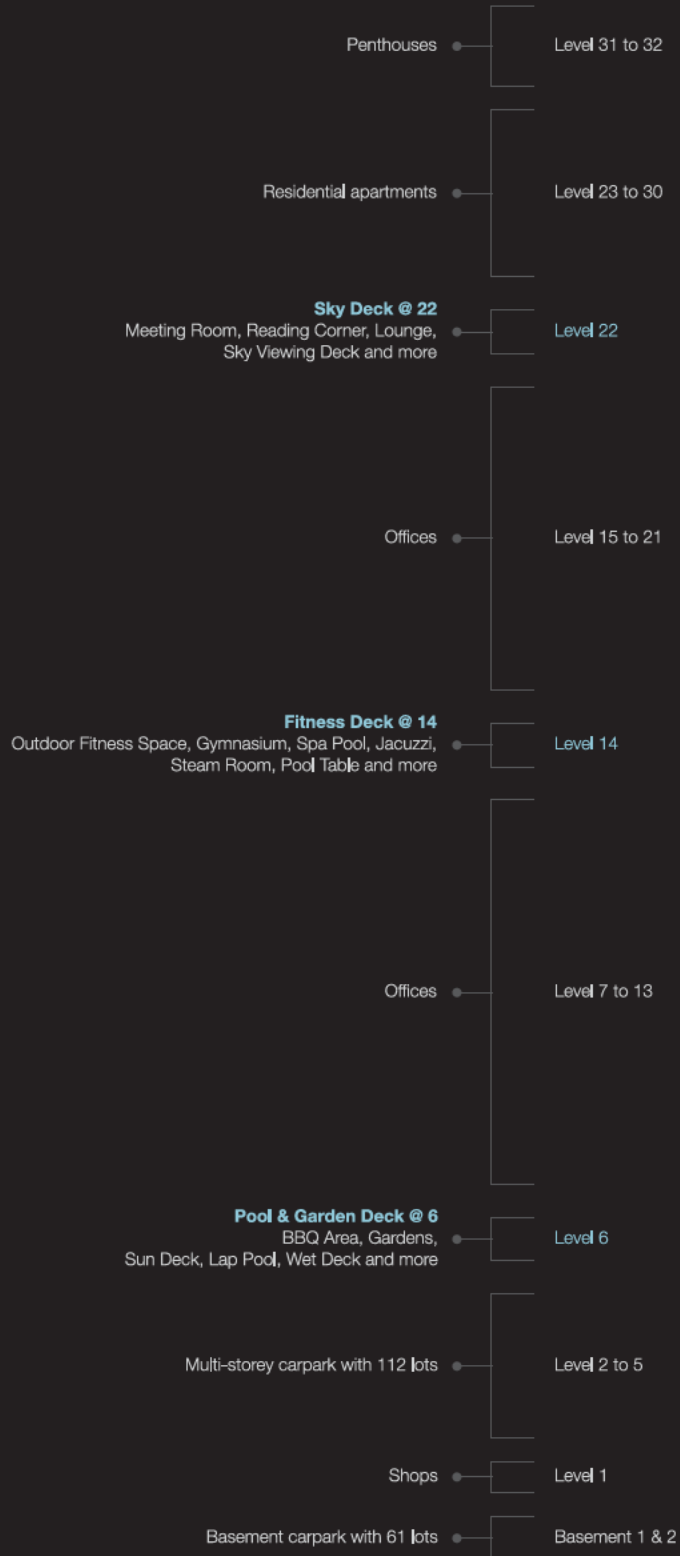 Penthouses
Level 31 to 32
Residential apartments
Level 23 to 30
Sky Deck @ 22
Meeting Room, Reading Corner, Lounge,
Sky Viewing Deck and more
Level 22
Offices
Level 15 to 21
Fitness Deck @ 14
Outdoor Fitness Space, Gymnasium, Spa Pool, Jacuzzi,
Steam Room, Pool Table and more
Level 14
Offices
Level 7 to 13
Pool & Garden Deck @ 6
BBQ Area, Gardens,
Sun Deck, Lap Pool, Wet Deck and more
Level 6
Multi-storey carpark with 112 lots
Level 2 to 5
Shops
Level 1
Basement carpark with 61 lots
Basement 1 & 2